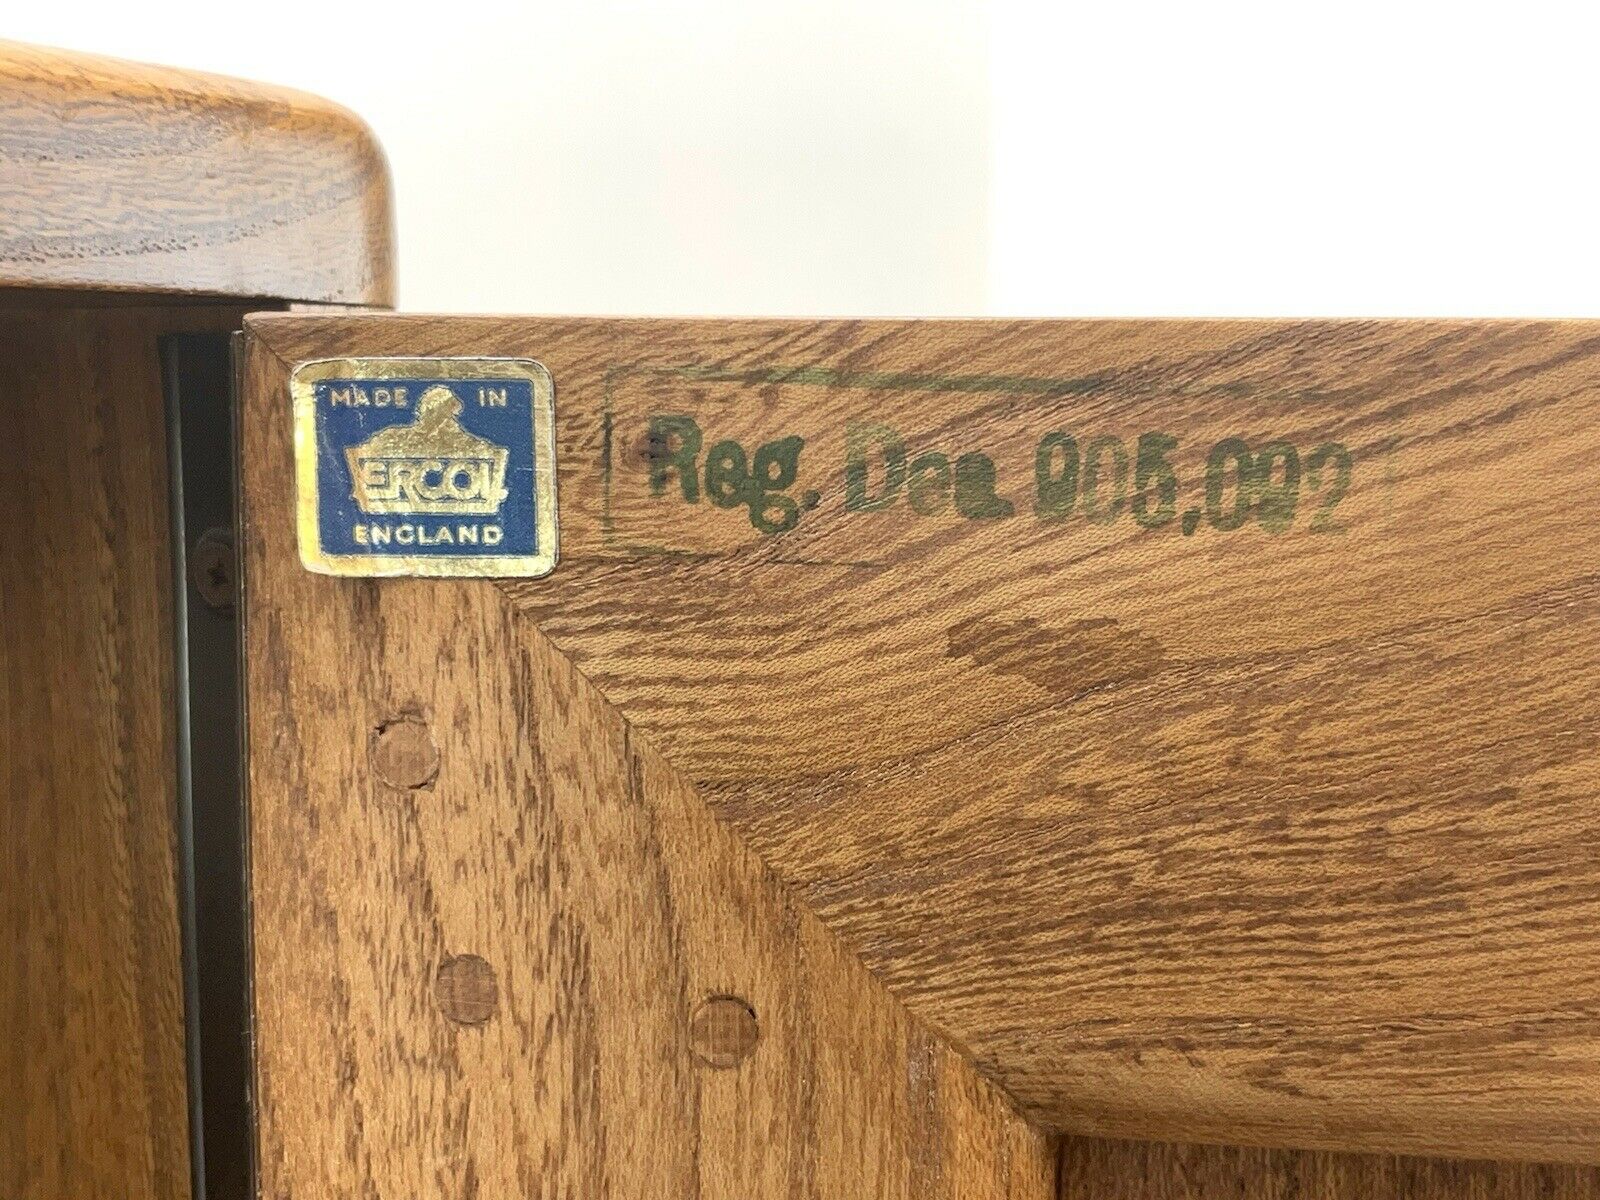 MADE IN
ERCOL
ENGLAND
Reg. Des. 905,092